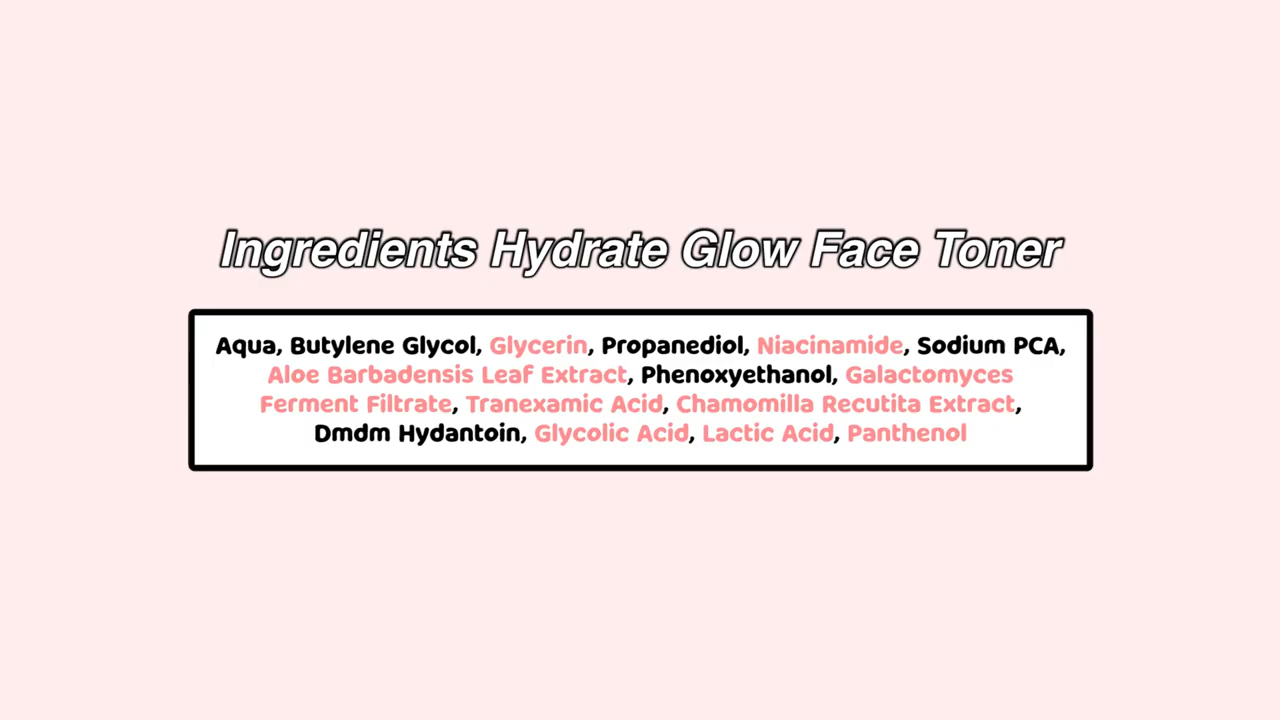 Ingredients Hydrate Glow Face Toner
Aqua, Butylene Glycol, Glycerin, Propanediol, Niacinamide, Sodium PCA,
Aloe Barbadensis Leaf Extract, Phenoxyethanol, Galactomyces
Ferment Filtrate, Tranexamic Acid, Chamomilla Recutita Extract,
Dmdm Hydantoin, Glycolic Acid, Lactic Acid, Panthenol